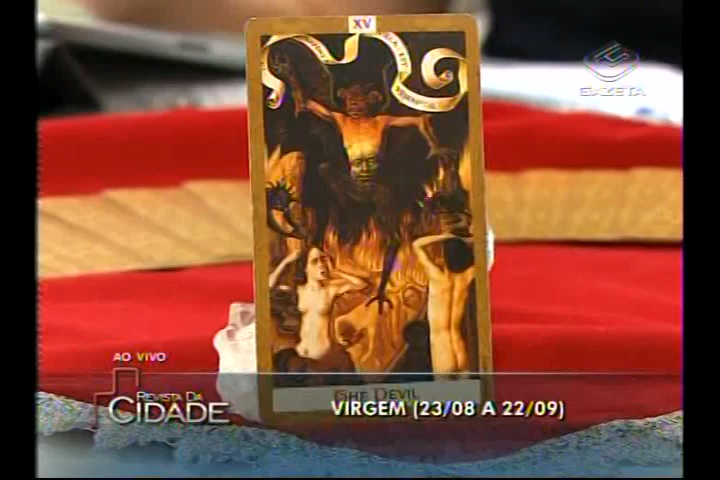 XV
GAZETA
AO VIVO
REVISTA DA
CIDADE
THE DEVIL
VIRGEM (23/08 A 22/09)